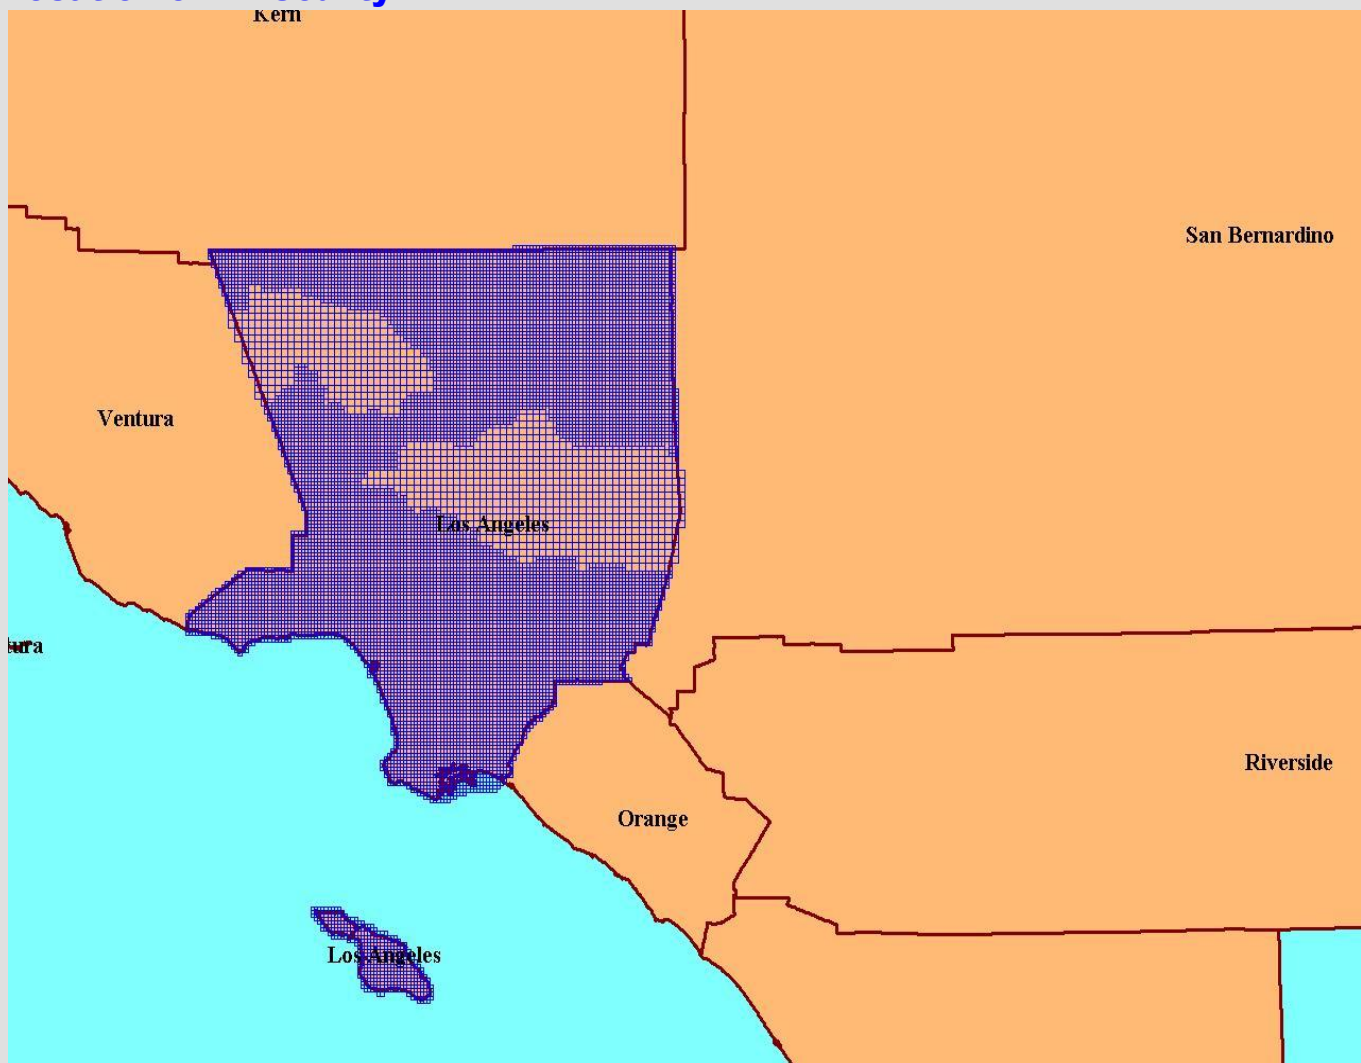 Kern
San Bernardino
Ventura
Los Angeles
Riverside
Orange
Los Angeles